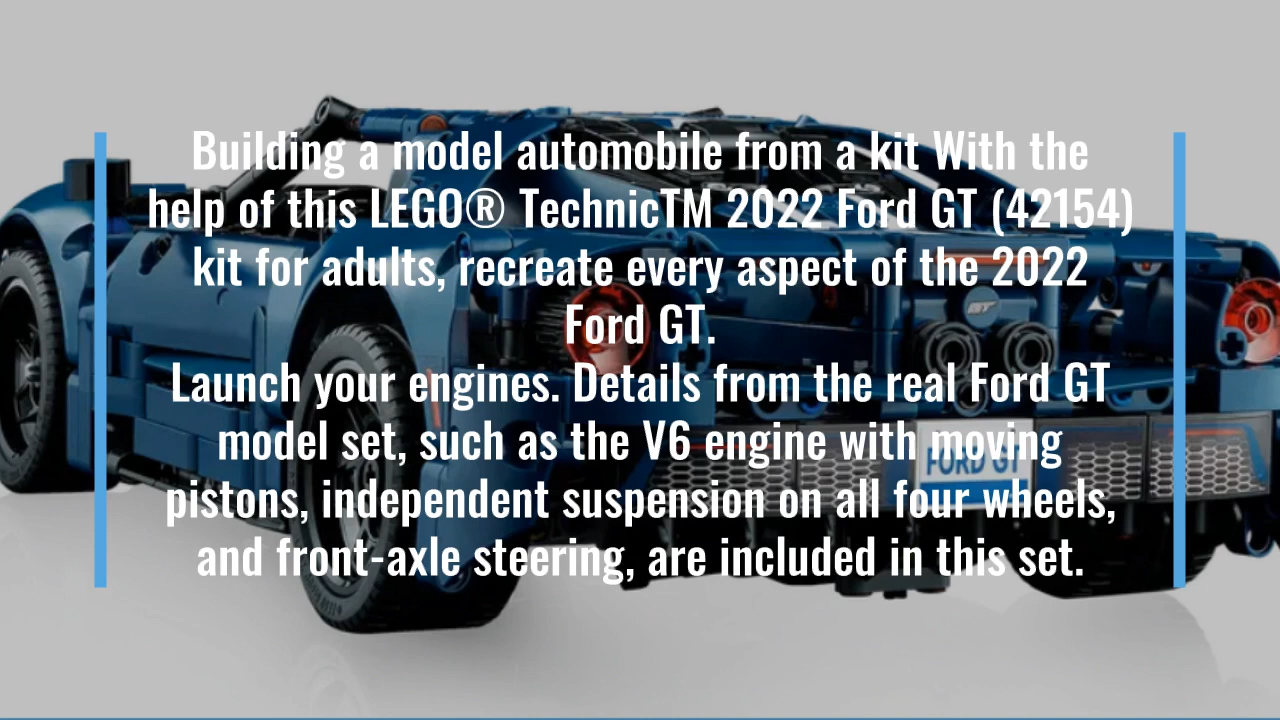 Building a model automobile from a kit With the
help of this LEGO® TechnicTM 2022 Ford GT (42154)
kit for adults, recreate every aspect of the 2022
Ford GT.
Launch your engines. Details from the real Ford GT
model set, such as the V6 engine with moving
pistons, independent suspension on all four wheels,
and front-axle steering, are included in this set.
GT
FORD GT